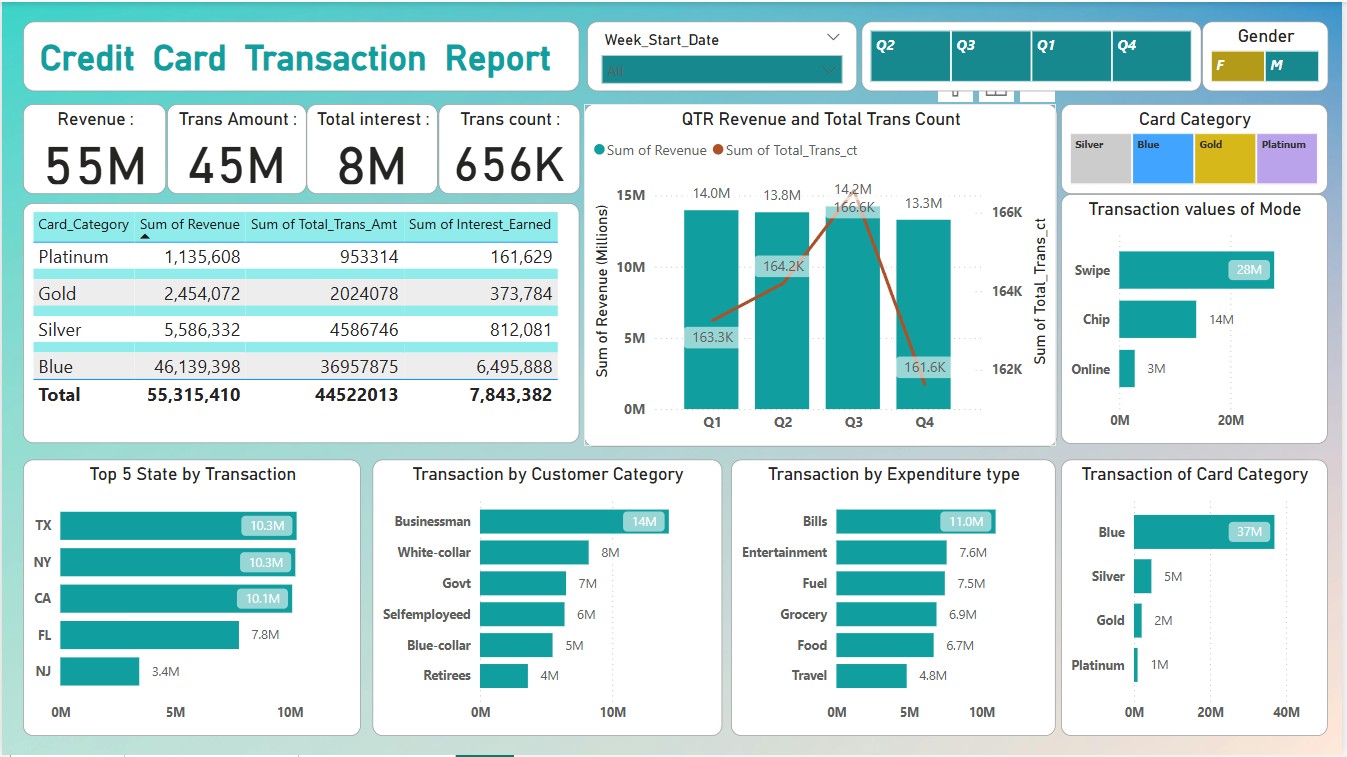 Credit Card Transaction Report
Week_Start_Date
All
Q2
Q3
Q1
Q4
Gender
F
M
Revenue :
55M
Trans Amount :
45M
Total interest :
8M
Trans count :
656K
QTR Revenue and Total Trans Count
Sum of Revenue
Sum of Total_Trans_ct
Sum of Revenue (Millions)
15M
10M
5M
0M
14.0M
13.8M
14.2M
13.3M
163.3K
164.2K
166.6K
161.6K
Q1
Q2
Q3
Q4
166K
164K
162K
Sum of Total_Trans_ct
Card Category
Silver
Blue
Gold
Platinum
Card_Category Sum of Revenue Sum of Total_Trans_Amt Sum of Interest_Earned
Platinum 1,135,608 953314 161,629
Gold 2,454,072 2024078 373,784
Silver 5,586,332 4586746 812,081
Blue 46,139,398 36957875 6,495,888
Total 55,315,410 44522013 7,843,382
Transaction values of Mode
Swipe 28M
Chip 14M
Online 3M
0M 20M
Top 5 State by Transaction
TX 10.3M
NY 10.3M
CA 10.1M
FL 7.8M
NJ 3.4M
0M 5M 10M
Transaction by Customer Category
Businessman 14M
White-collar 8M
Govt 7M
Selfemployeed 6M
Blue-collar 5M
Retirees 4M
0M 10M
Transaction by Expenditure type
Bills 11.0M
Entertainment 7.6M
Fuel 7.5M
Grocery 6.9M
Food 6.7M
Travel 4.8M
0M 5M 10M
Transaction of Card Category
Blue 37M
Silver 5M
Gold 2M
Platinum 1M
0M 20M 40M